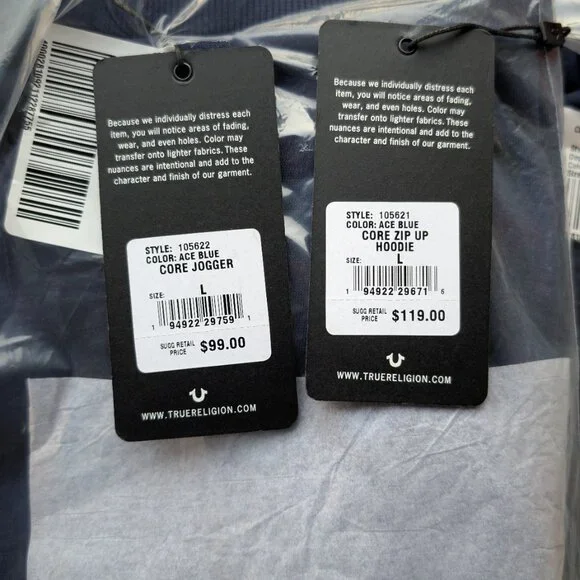 Because we individually distress each
item, you will notice areas of fading,
wear, and even holes. Color may
transfer onto lighter fabrics. These
nuances are intentional and add to the
character and finish of our garment.
STYLE: 105622
COLOR: ACE BLUE
CORE JOGGER
SIZE: L
1 94922 29759 1
SUGG RETAIL
PRICE $99.00
WWW.TRUERELIGION.COM
Because we individually distress each
item, you will notice areas of fading,
wear, and even holes. Color may
transfer onto lighter fabrics. These
nuances are intentional and add to the
character and finish of our garment.
STYLE: 105621
COLOR: ACE BLUE
CORE ZIP UP
HOODIE
SIZE: L
1 94922 29671 6
SUGG RETAIL
PRICE $119.00
WWW.TRUERELIGION.COM